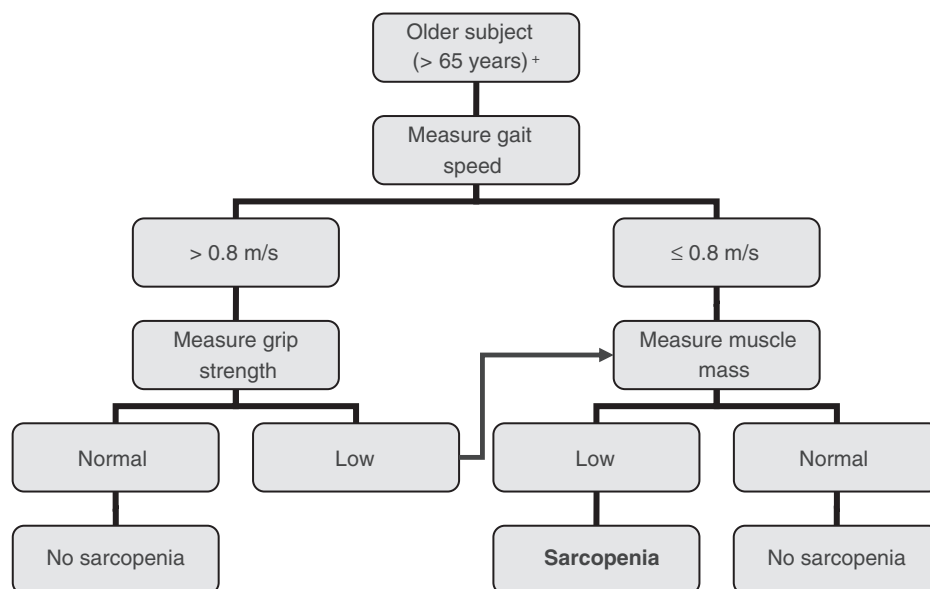 Older subject
(> 65 years) +
Measure gait
speed
> 0.8 m/s
≤ 0.8 m/s
Measure grip
strength
Measure muscle
mass
Normal
Low
Low
Normal
No sarcopenia
Sarcopenia
No sarcopenia